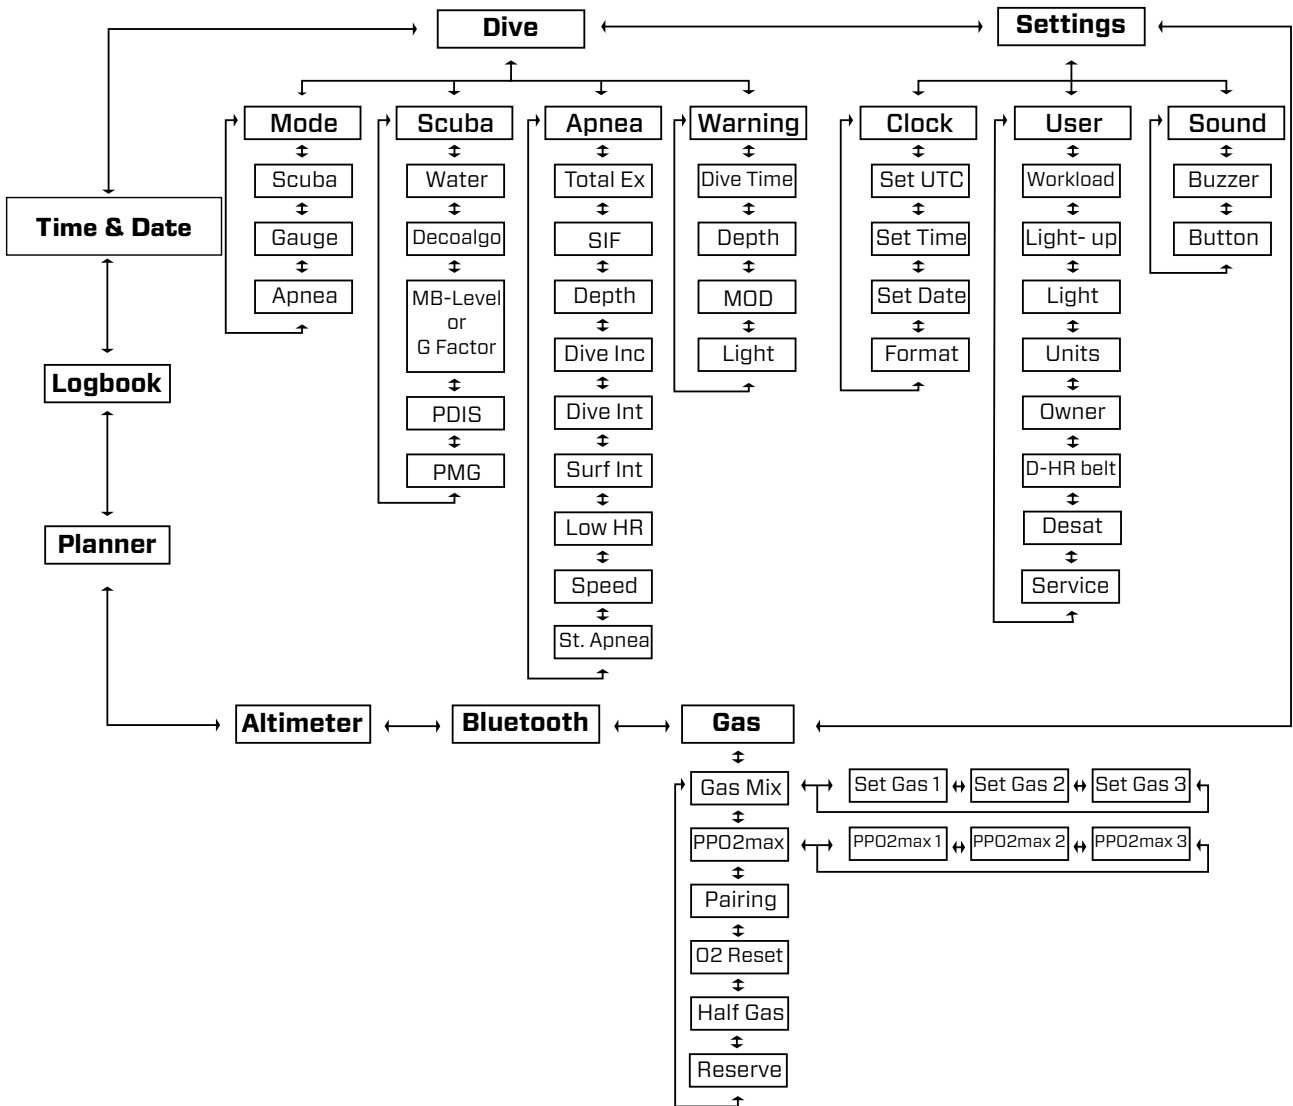 Dive
Settings
Mode
Scuba
Apnea
Warning
Clock
User
Sound
Scuba
Water
Total Ex
Dive Time
Set UTC
Workload
Buzzer
Time & Date
Gauge
Decoalgo
SIF
Depth
Set Time
Light- up
Button
Apnea
MB-Level
or
G Factor
Depth
MOD
Set Date
Light
Dive Inc
Light
Format
Units
Logbook
PDIS
Dive Int
Owner
PMG
Surf Int
D-HR belt
Low HR
Desat
Planner
Speed
Service
St. Apnea
Altimeter
Bluetooth
Gas
Gas Mix
Set Gas 1
Set Gas 2
Set Gas 3
PPO2max
PPO2max 1
PPO2max 2
PPO2max 3
Pairing
O2 Reset
Half Gas
Reserve